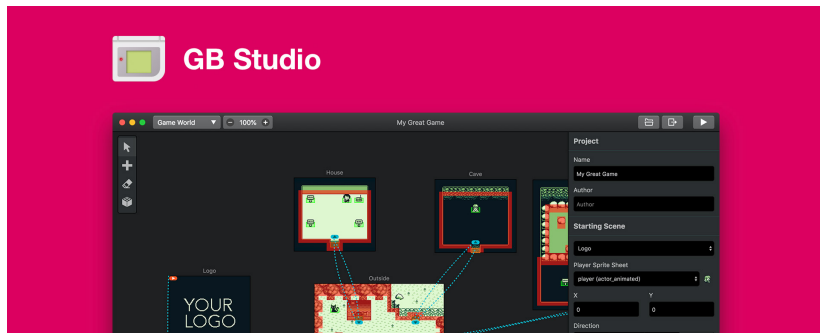 GB Studio
Game World ▼ − 100% + My Great Game
Project
Name
My Great Game
Author
Author
Starting Scene
Logo
Player Sprite Sheet
player (actor_animated)
X Y
0 0
Direction
House
Cave
Logo
Outside
YOUR
LOGO